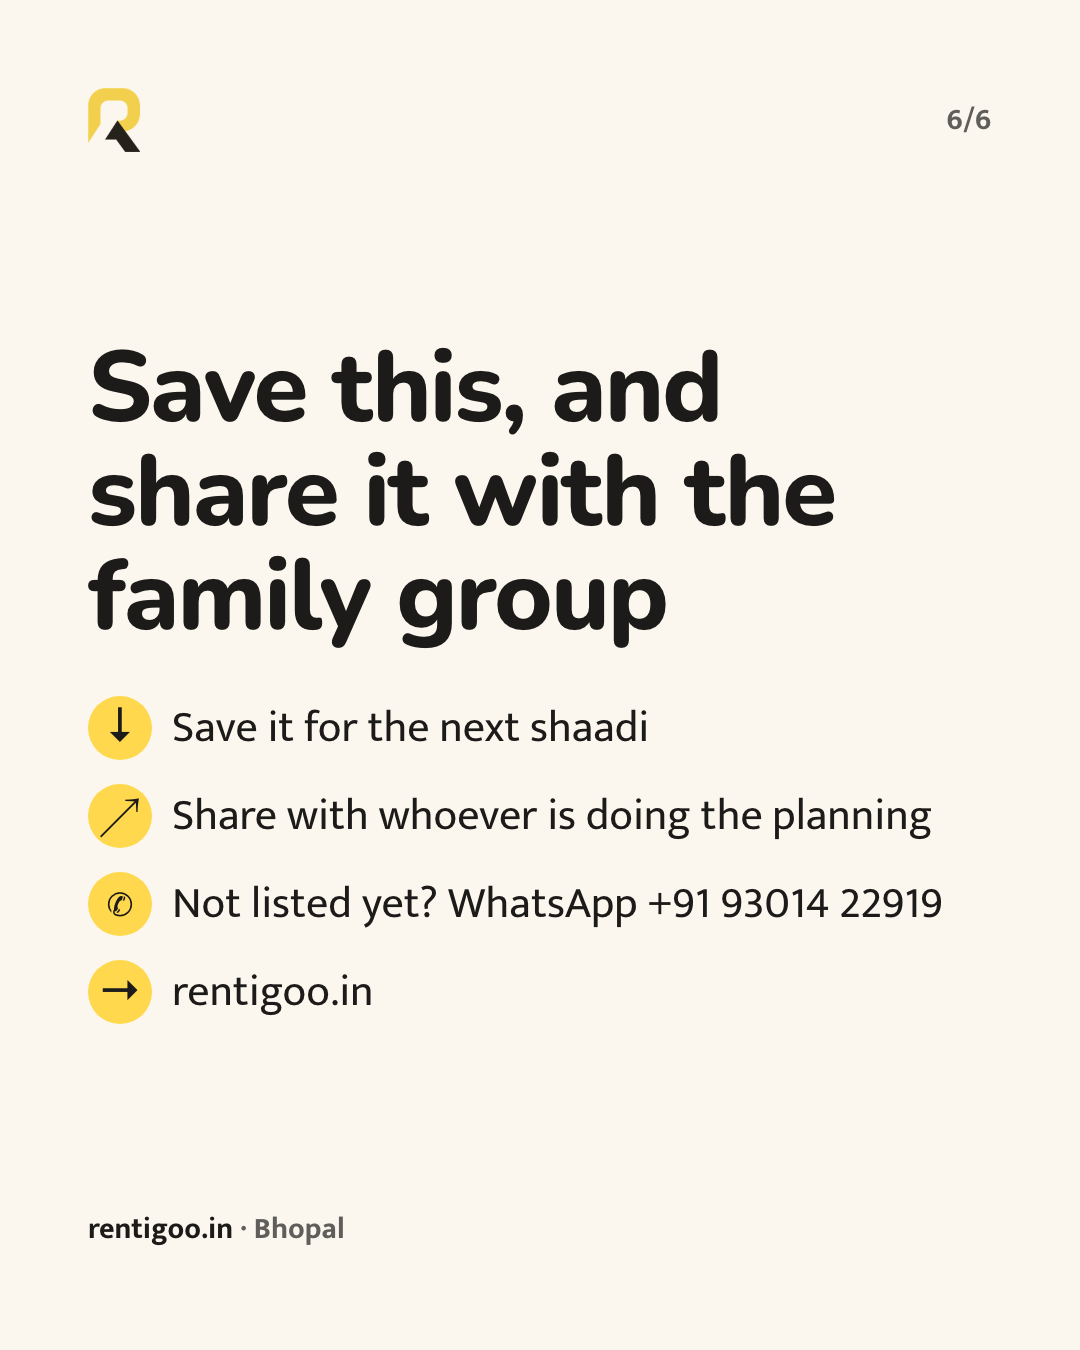 6/6
Save this, and
share it with the
family group
↓ Save it for the next shaadi
↗ Share with whoever is doing the planning
✆ Not listed yet? WhatsApp +91 93014 22919
→ rentigoo.in
rentigoo.in · Bhopal